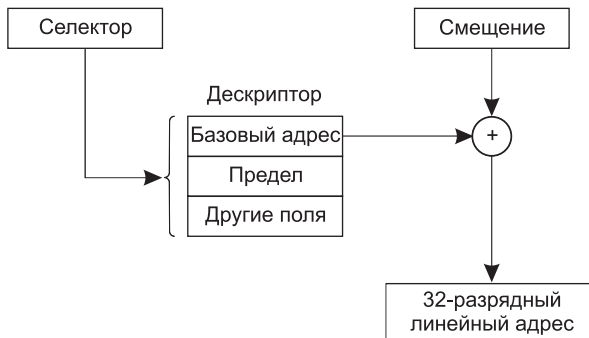 Селектор
Смещение
Дескриптор
Базовый адрес
+
Предел
Другие поля
32-разрядный
линейный адрес